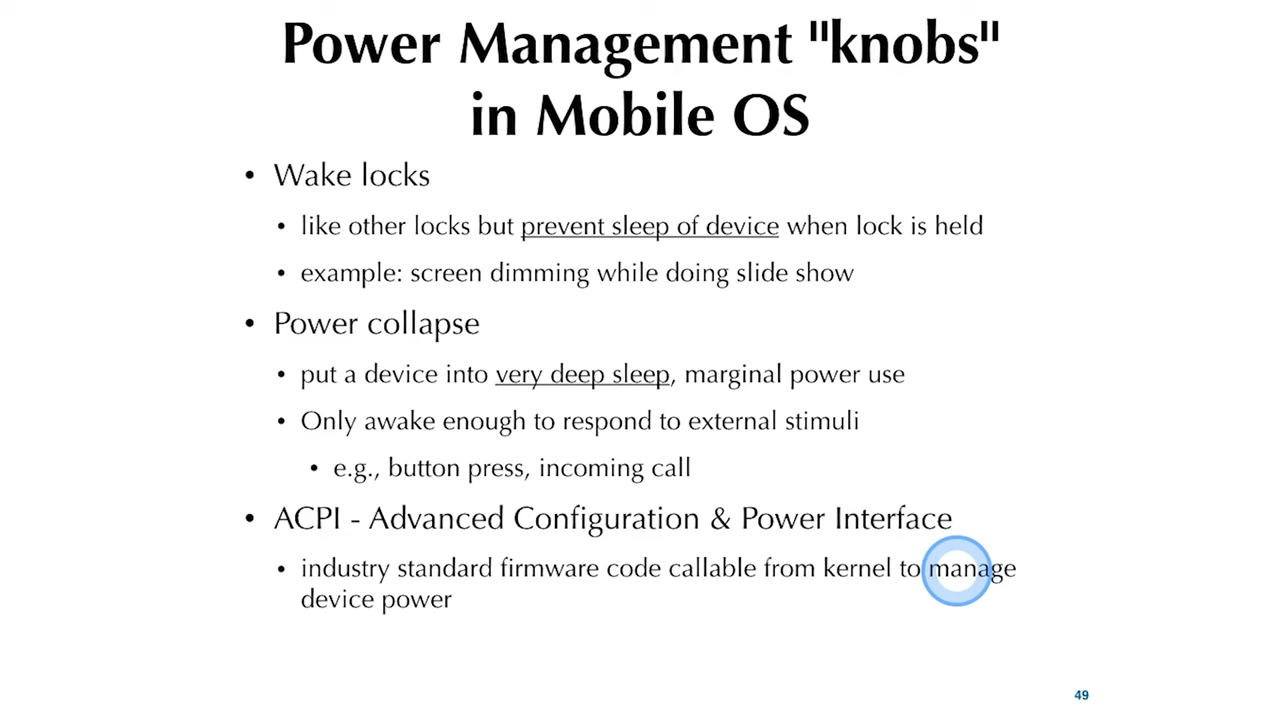 Power Management "knobs"
in Mobile OS
• Wake locks
• like other locks but prevent sleep of device when lock is held
• example: screen dimming while doing slide show
• Power collapse
• put a device into very deep sleep, marginal power use
• Only awake enough to respond to external stimuli
• e.g., button press, incoming call
• ACPI - Advanced Configuration & Power Interface
• industry standard firmware code callable from kernel to manage
device power
49